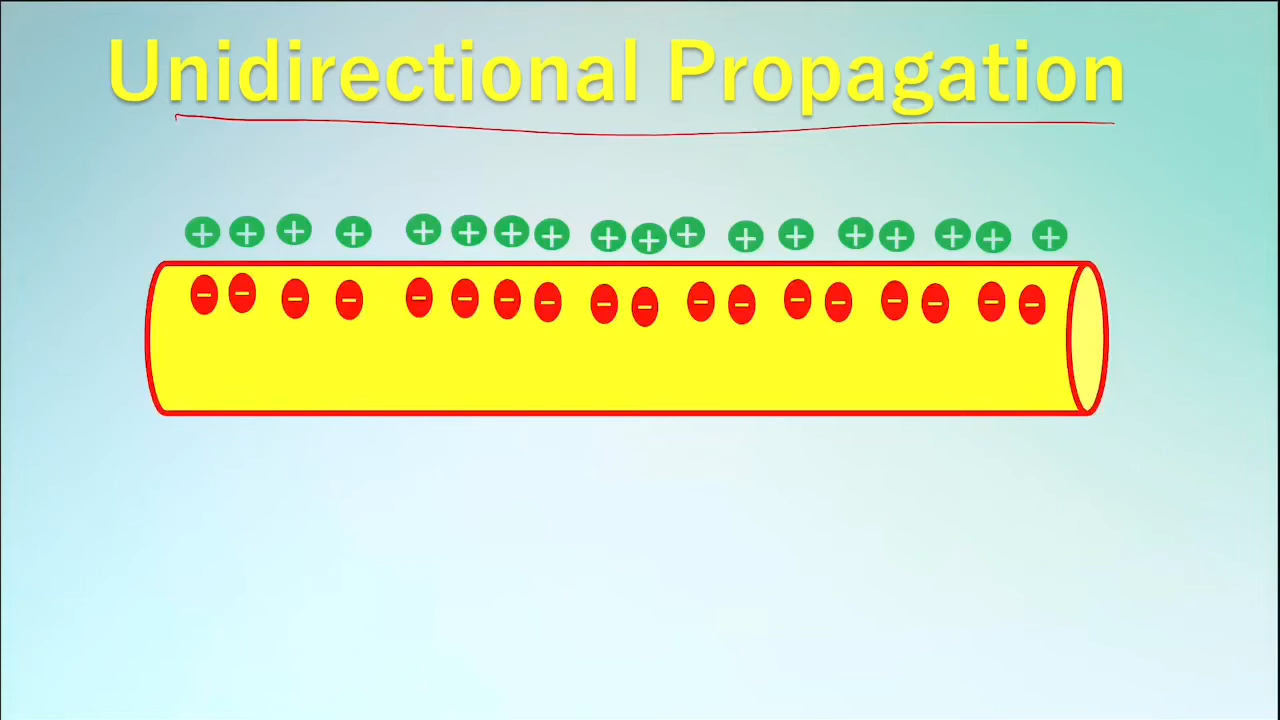 Unidirectional Propagation
+ + + + + + + + + + + + + + + + + +
− − − − − − − − − − − − − − − − − −